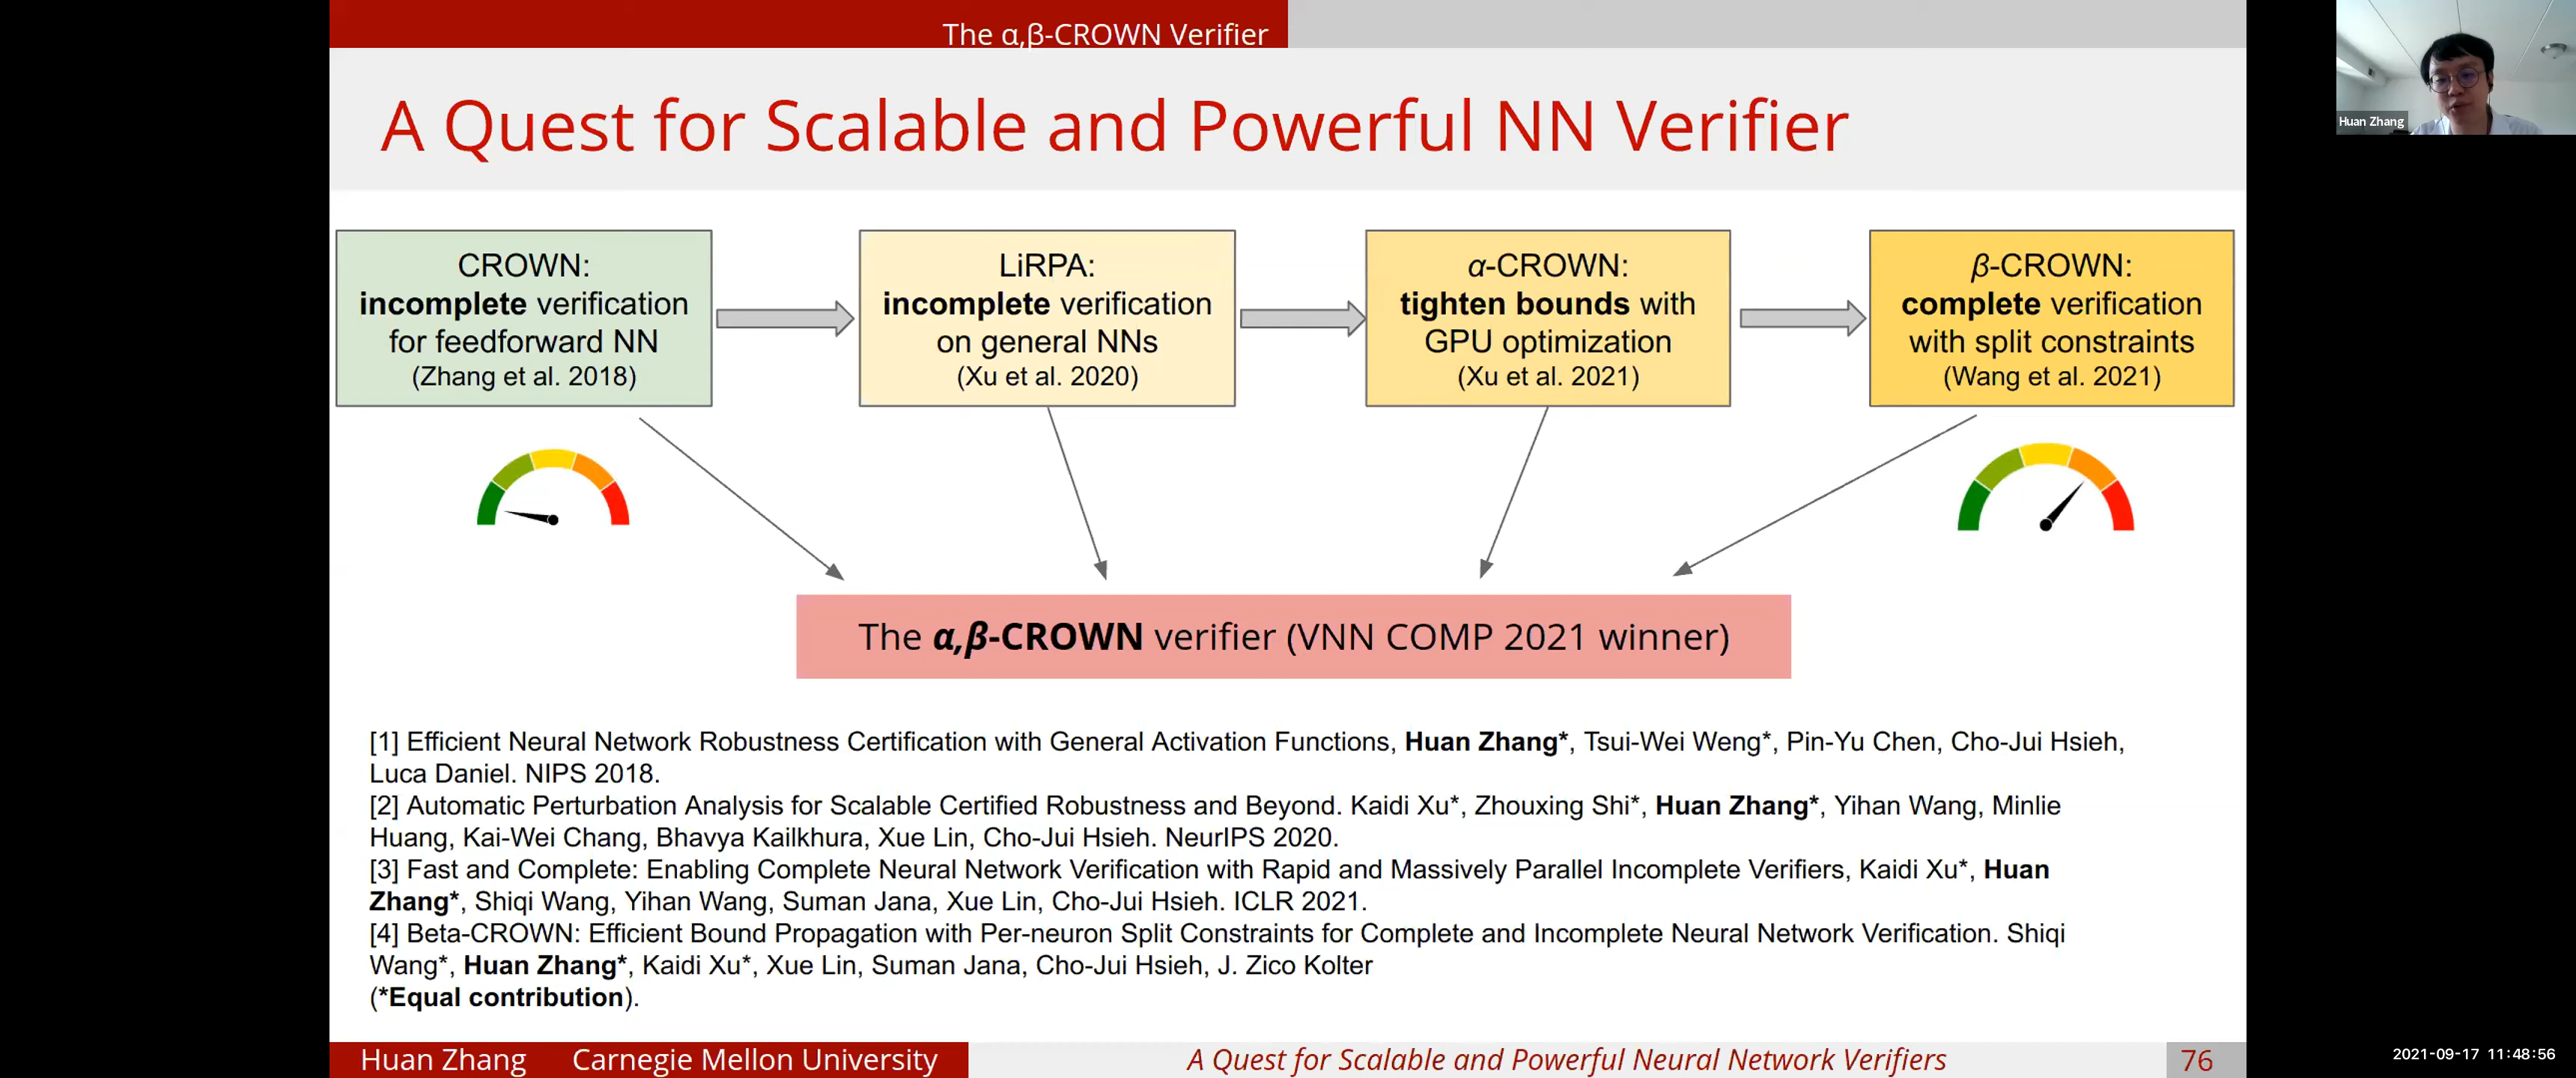 The α,β-CROWN Verifier
A Quest for Scalable and Powerful NN Verifier
Huan Zhang
CROWN:
incomplete verification
for feedforward NN
(Zhang et al. 2018)
LiRPA:
incomplete verification
on general NNs
(Xu et al. 2020)
α-CROWN:
tighten bounds with
GPU optimization
(Xu et al. 2021)
β-CROWN:
complete verification
with split constraints
(Wang et al. 2021)
The α,β-CROWN verifier (VNN COMP 2021 winner)
[1] Efficient Neural Network Robustness Certification with General Activation Functions, Huan Zhang*, Tsui-Wei Weng*, Pin-Yu Chen, Cho-Jui Hsieh,
Luca Daniel. NIPS 2018.
[2] Automatic Perturbation Analysis for Scalable Certified Robustness and Beyond. Kaidi Xu*, Zhouxing Shi*, Huan Zhang*, Yihan Wang, Minlie
Huang, Kai-Wei Chang, Bhavya Kailkhura, Xue Lin, Cho-Jui Hsieh. NeurIPS 2020.
[3] Fast and Complete: Enabling Complete Neural Network Verification with Rapid and Massively Parallel Incomplete Verifiers, Kaidi Xu*, Huan
Zhang*, Shiqi Wang, Yihan Wang, Suman Jana, Xue Lin, Cho-Jui Hsieh. ICLR 2021.
[4] Beta-CROWN: Efficient Bound Propagation with Per-neuron Split Constraints for Complete and Incomplete Neural Network Verification. Shiqi
Wang*, Huan Zhang*, Kaidi Xu*, Xue Lin, Suman Jana, Cho-Jui Hsieh, J. Zico Kolter
(*Equal contribution).
Huan Zhang Carnegie Mellon University
A Quest for Scalable and Powerful Neural Network Verifiers
76
2021-09-17 11:48:56